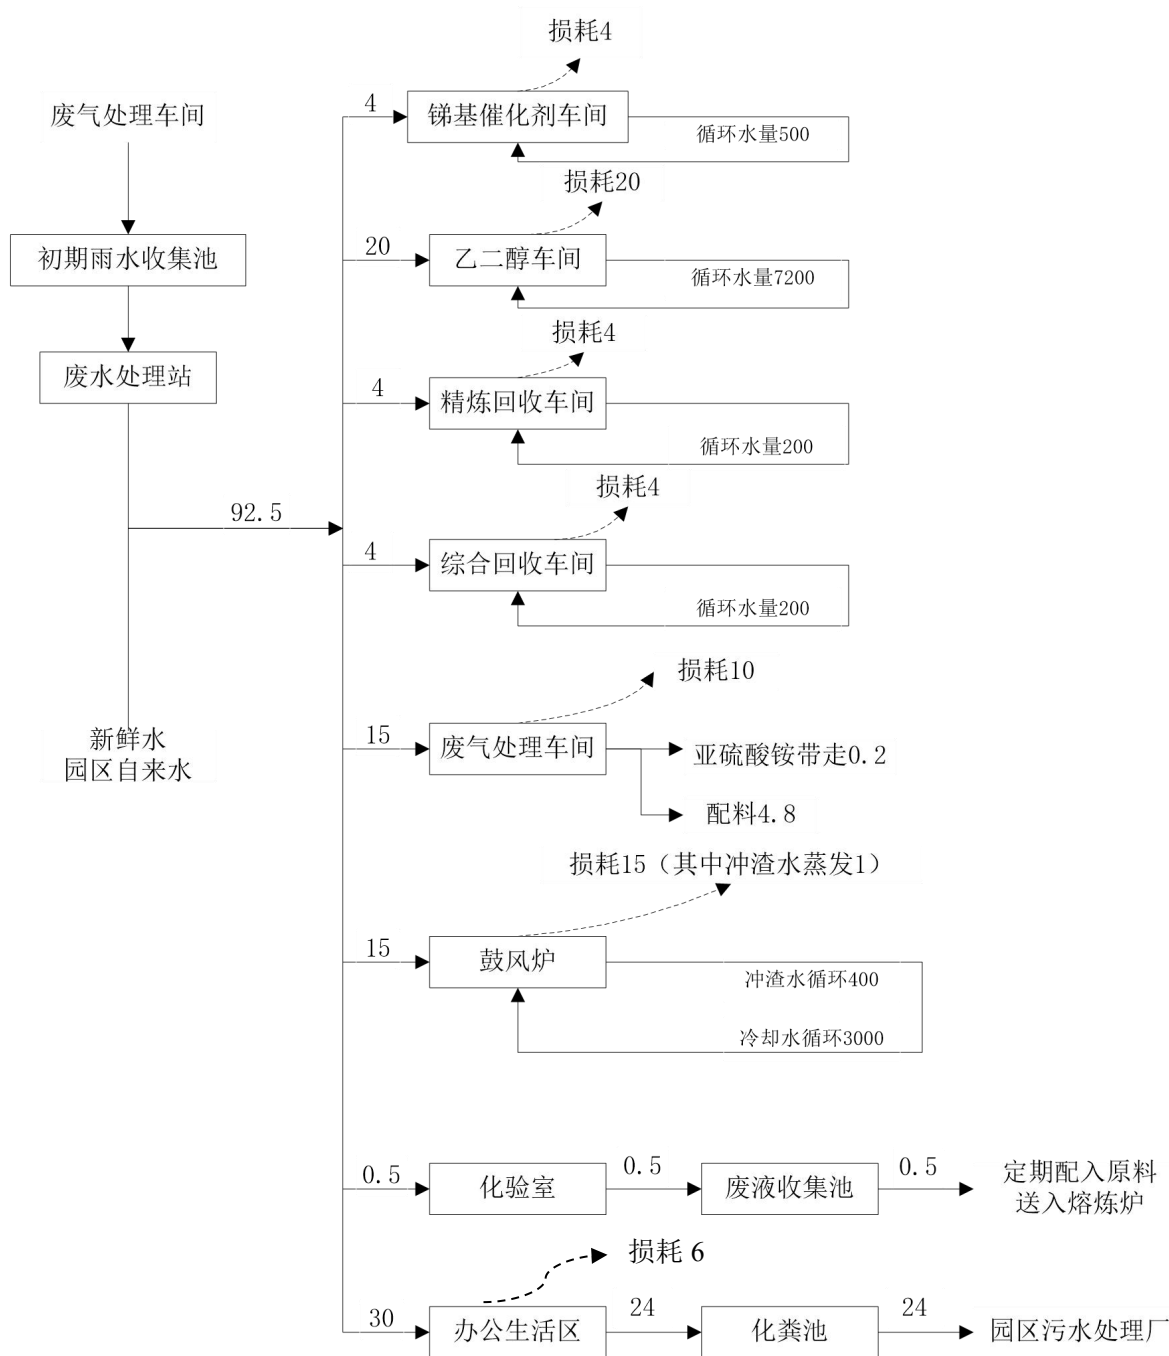 损耗4
废气处理车间
4
锑基催化剂车间
循环水量500
损耗20
初期雨水收集池
20
乙二醇车间
循环水量7200
损耗4
废水处理站
4
精炼回收车间
循环水量200
损耗4
92.5
4
综合回收车间
循环水量200
损耗10
新鲜水
园区自来水
15
废气处理车间
亚硫酸铵带走0.2
配料4.8
损耗15（其中冲渣水蒸发1）
15
鼓风炉
冲渣水循环400
冷却水循环3000
0.5
化验室
0.5
废液收集池
0.5
定期配入原料
送入熔炼炉
损耗 6
30
办公生活区
24
化粪池
24
园区污水处理厂